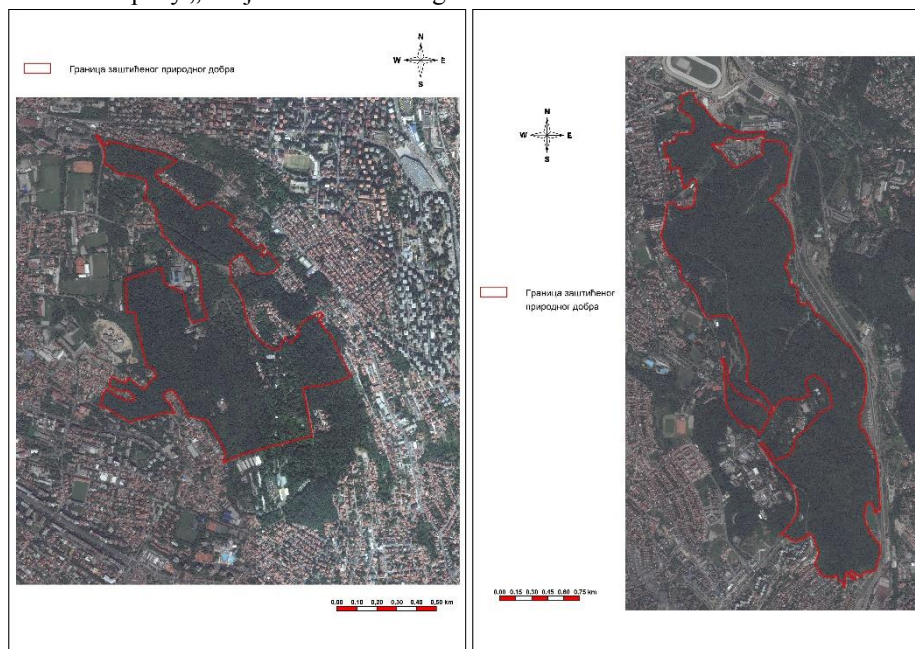 Граница заштићеног природног добра
N
W E
S
0,00 0,10 0,20 0,30 0,40 0,50 km
N
W E
S
Граница заштићеног
природног добра
0,00 0,15 0,30 0,45 0,60 0,75 km